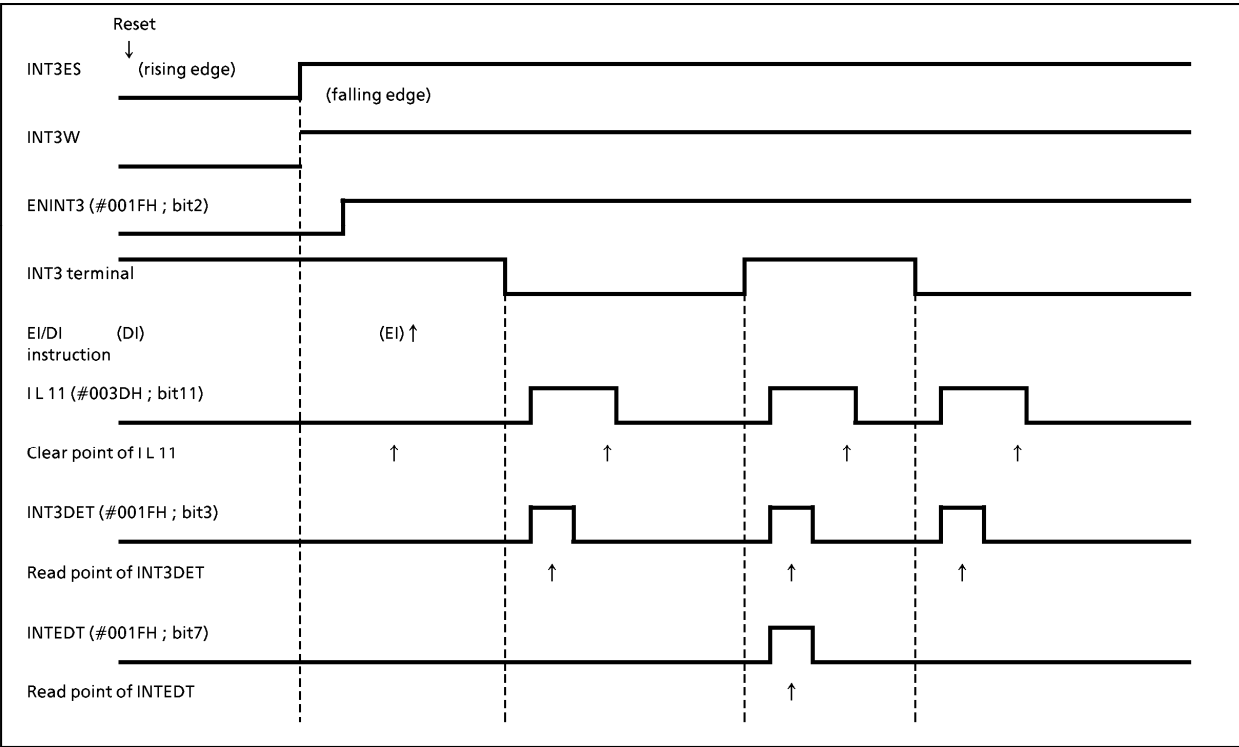 Reset
↓
INT3ES (rising edge)
(falling edge)
INT3W
ENINT3 (#001FH ; bit2)
INT3 terminal
EI/DI (DI) (EI) ↑
instruction
I L 11 (#003DH ; bit11)
Clear point of I L 11 ↑ ↑ ↑ ↑
INT3DET (#001FH ; bit3)
Read point of INT3DET ↑ ↑ ↑
INTEDT (#001FH ; bit7)
Read point of INTEDT ↑